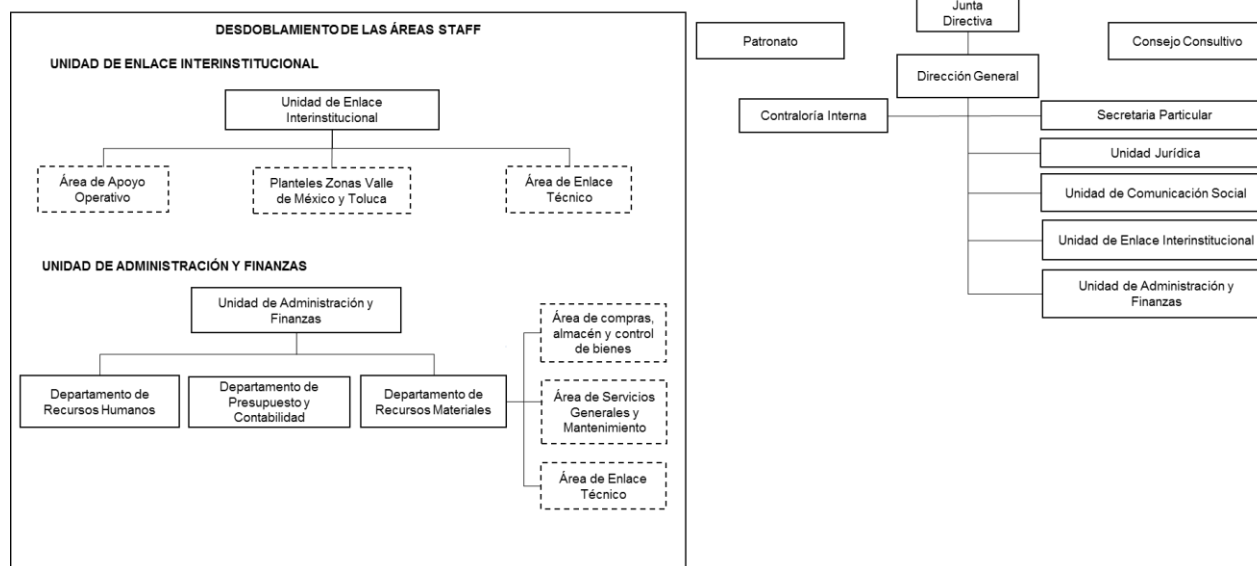 DESDOBLAMIENTO DE LAS ÁREAS STAFF
UNIDAD DE ENLACE INTERINSTITUCIONAL
Unidad de Enlace
Interinstitucional
Área de Apoyo
Operativo
Planteles Zonas Valle
de México y Toluca
Área de Enlace
Técnico
UNIDAD DE ADMINISTRACIÓN Y FINANZAS
Unidad de Administración y
Finanzas
Departamento de
Recursos Humanos
Departamento de
Presupuesto y
Contabilidad
Departamento de
Recursos Materiales
Área de compras,
almacén y control
de bienes
Área de Servicios
Generales y
Mantenimiento
Área de Enlace
Técnico
Junta
Directiva
Patronato
Consejo Consultivo
Dirección General
Contraloría Interna
Secretaria Particular
Unidad Jurídica
Unidad de Comunicación Social
Unidad de Enlace Interinstitucional
Unidad de Administración y
Finanzas